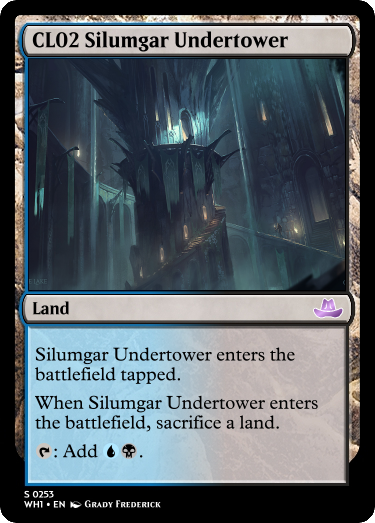 CL02 Silumgar Undertower
Land
Silumgar Undertower enters the
battlefield tapped.
When Silumgar Undertower enters
the battlefield, sacrifice a land.
: Add .
S 0253
WH1 • EN Grady Frederick